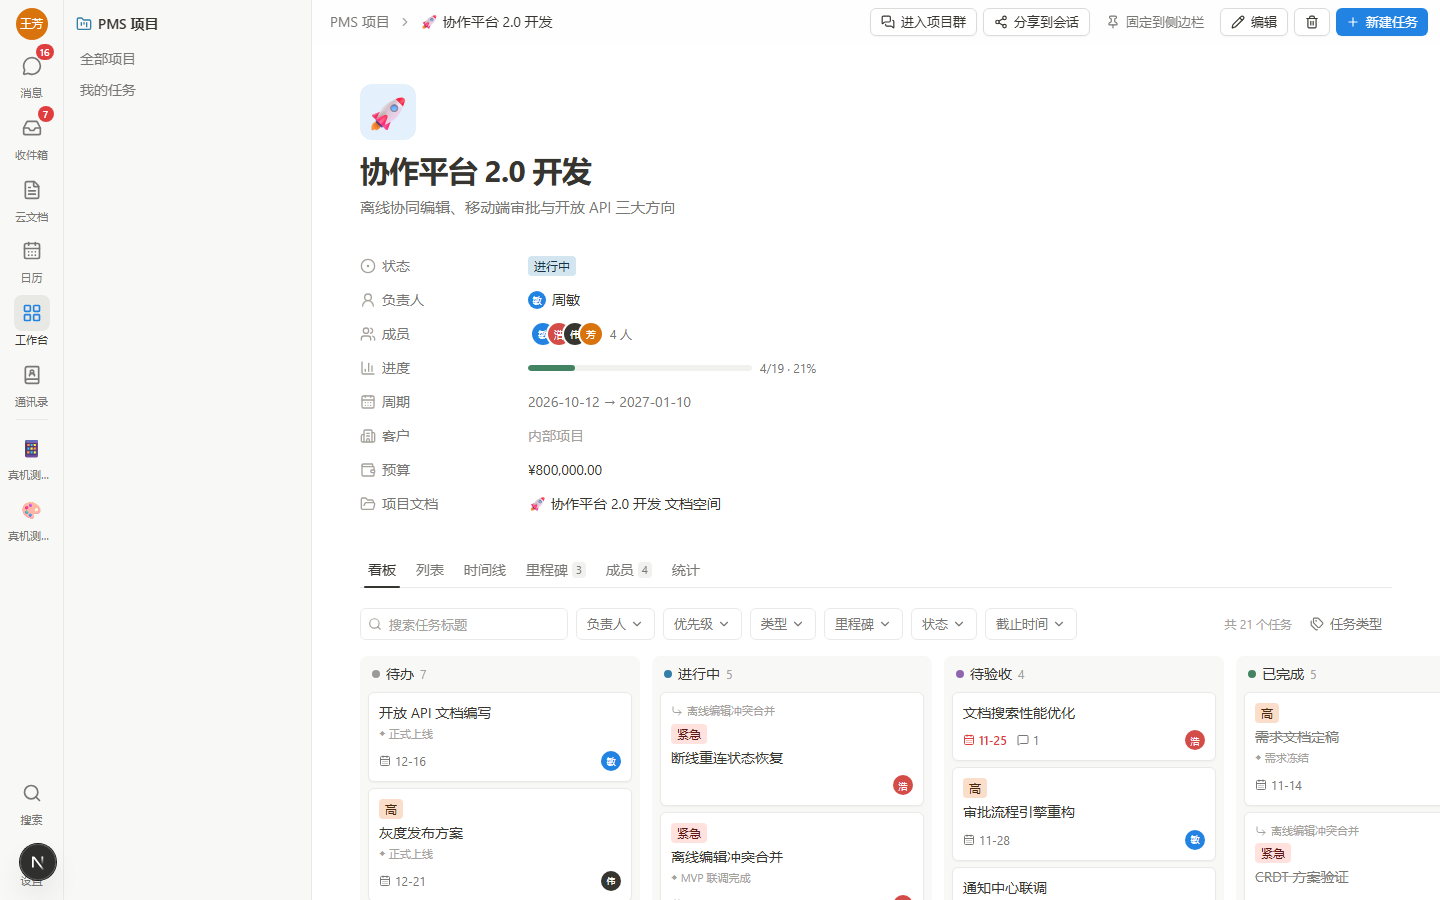 王芳
16
消息
7
收件箱
云文档
日历
工作台
通讯录
真机测...
真机测...
搜索
N
设置
PMS 项目
全部项目
我的任务
PMS 项目 > 🚀 协作平台 2.0 开发
进入项目群
分享到会话
固定到侧边栏
编辑
+ 新建任务
协作平台 2.0 开发
离线协同编辑、移动端审批与开放 API 三大方向
状态 进行中
负责人 敏 周敏
成员 敏 浩 伟 芳 4 人
进度 4/19 · 21%
周期 2026-10-12 → 2027-01-10
客户 内部项目
预算 ¥800,000.00
项目文档 🚀 协作平台 2.0 开发 文档空间
看板 列表 时间线 里程碑 3 成员 4 统计
搜索任务标题 负责人 优先级 类型 里程碑 状态 截止时间 共 21 个任务 任务类型
待办 7
开放 API 文档编写
正式上线
12-16 敏
高
灰度发布方案
正式上线
12-21 伟
进行中 5
离线编辑冲突合并
紧急
断线重连状态恢复
浩
紧急
离线编辑冲突合并
MVP 联调完成
待验收 4
文档搜索性能优化
11-25 1 浩
高
审批流程引擎重构
11-28 敏
通知中心联调
已完成 5
高
需求文档定稿
需求冻结
11-14
离线编辑冲突合并
紧急
CRDT 方案验证